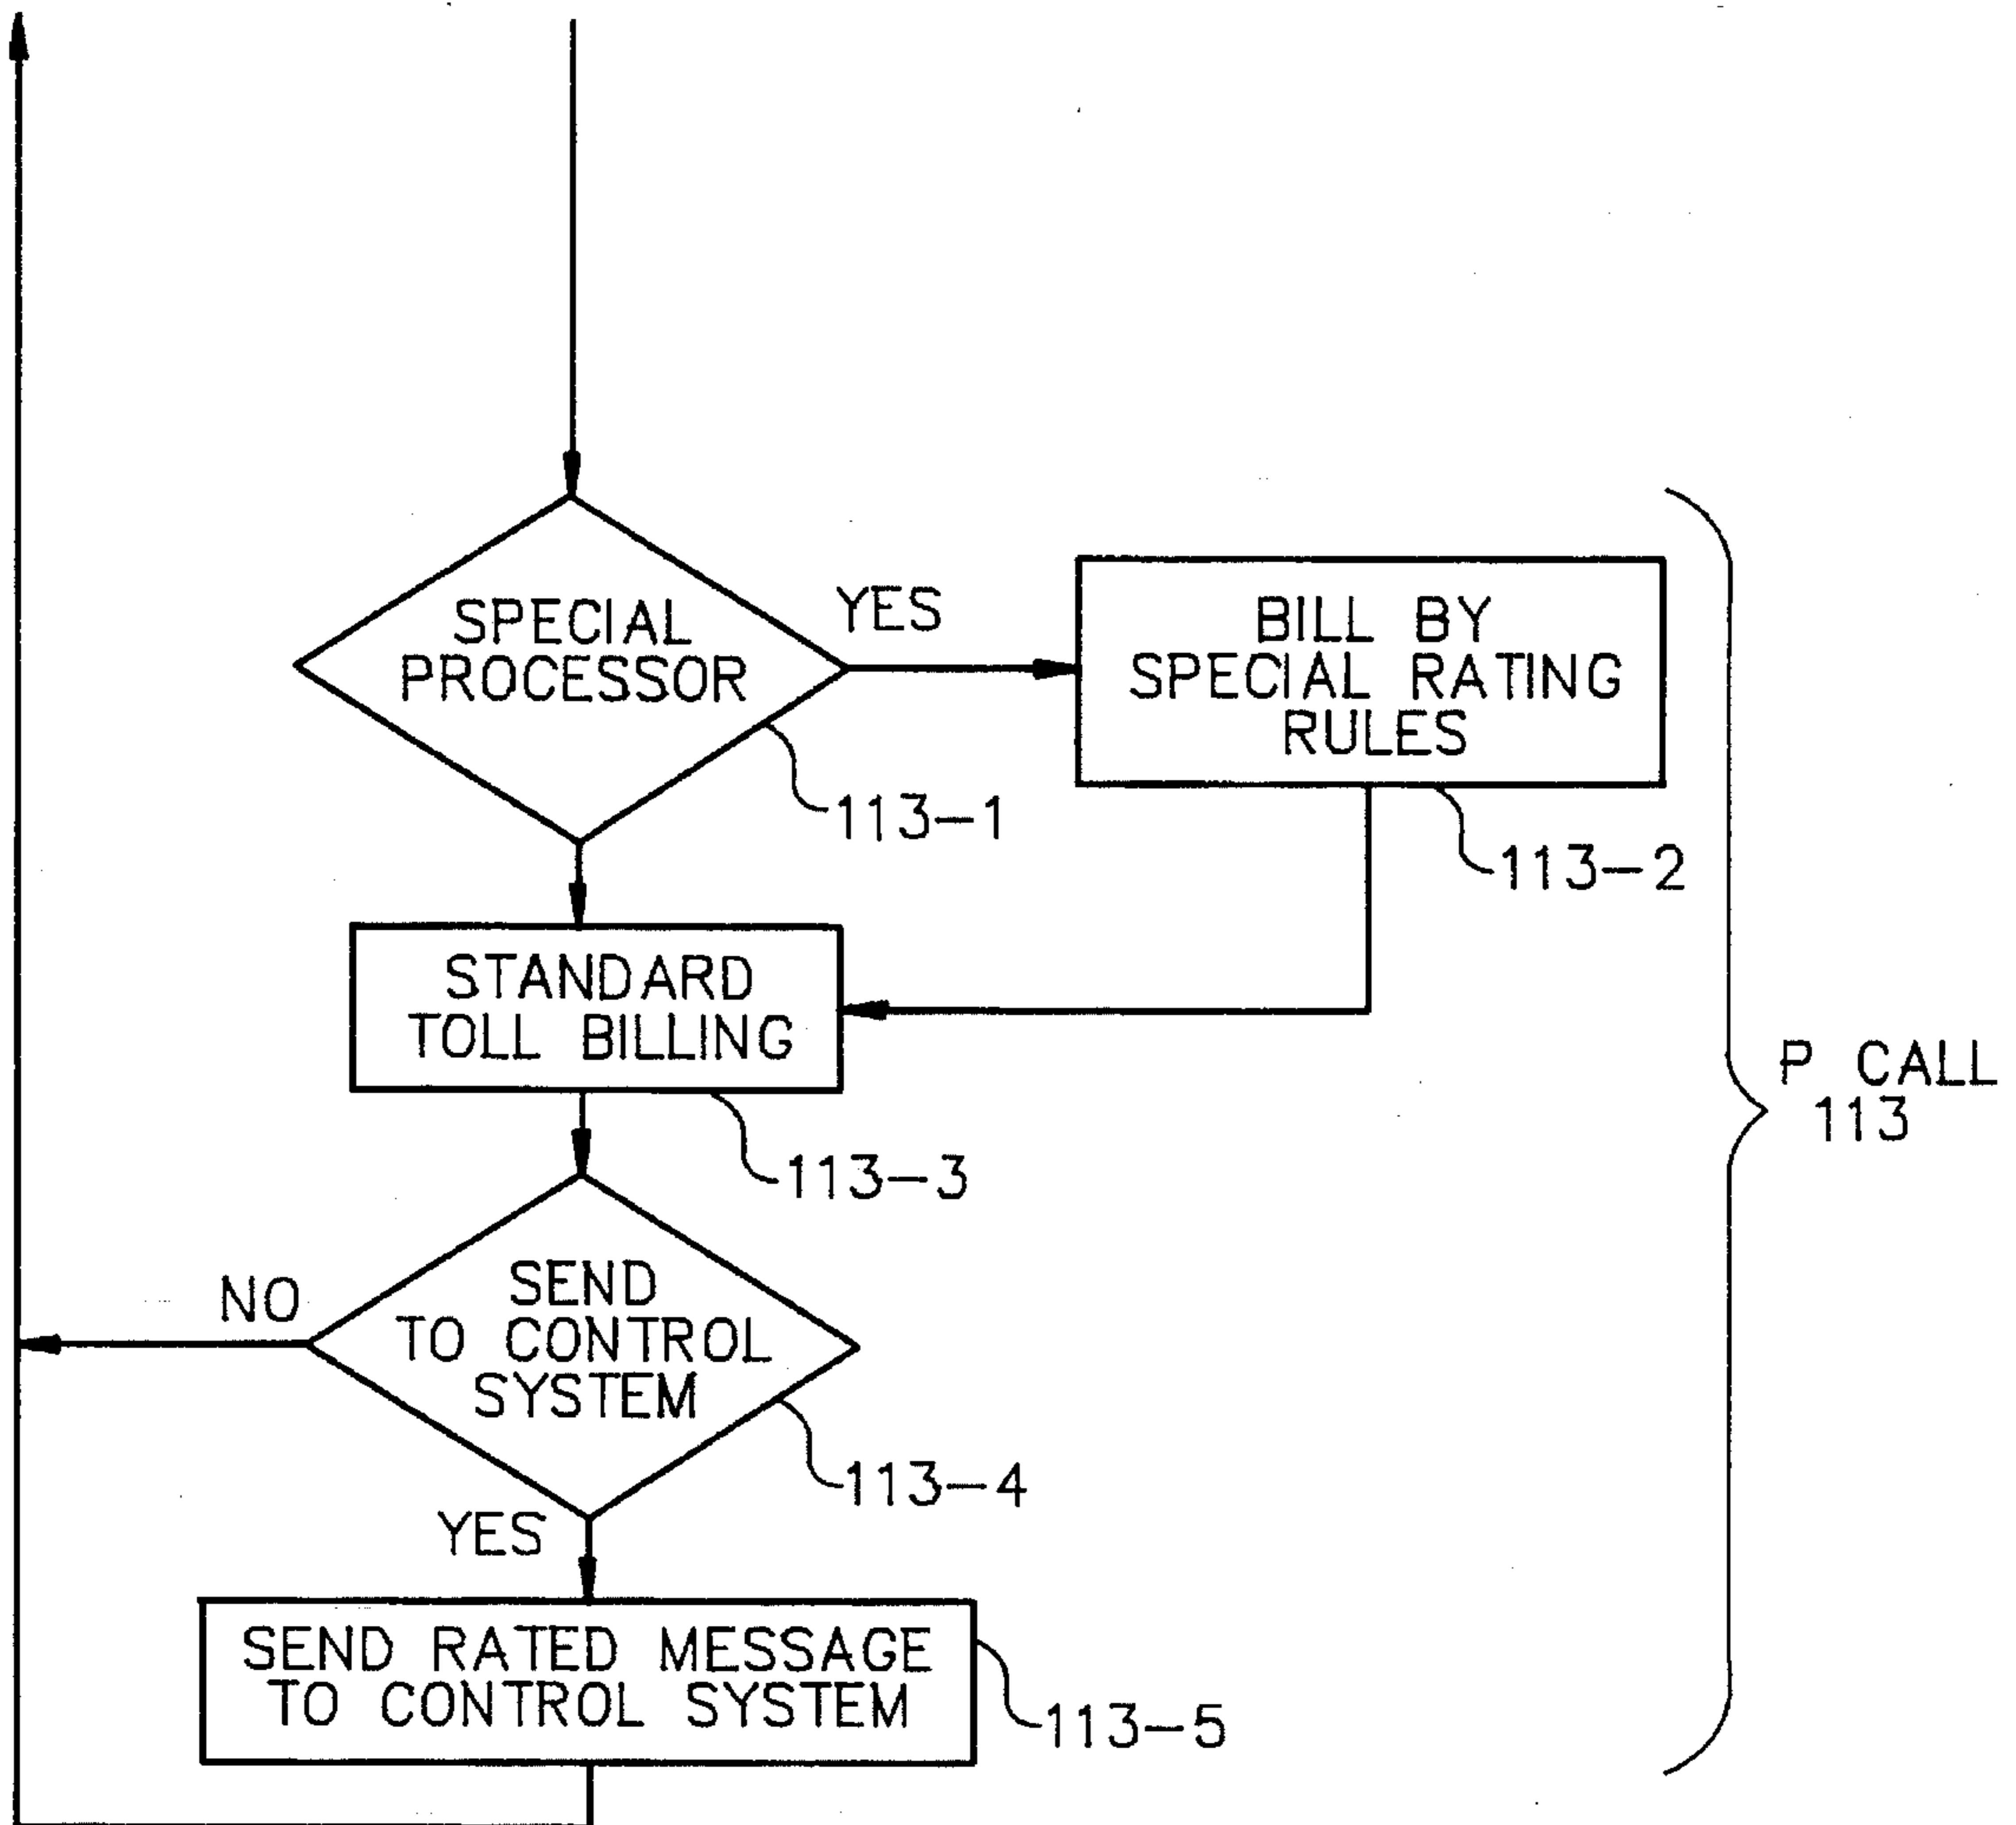 SPECIAL
PROCESSOR
YES
BILL BY
SPECIAL RATING
RULES
113-1
113-2
STANDARD
TOLL BILLING
P CALL
113
113-3
NO
SEND
TO CONTROL
SYSTEM
113-4
YES
SEND RATED MESSAGE
TO CONTROL SYSTEM
113-5